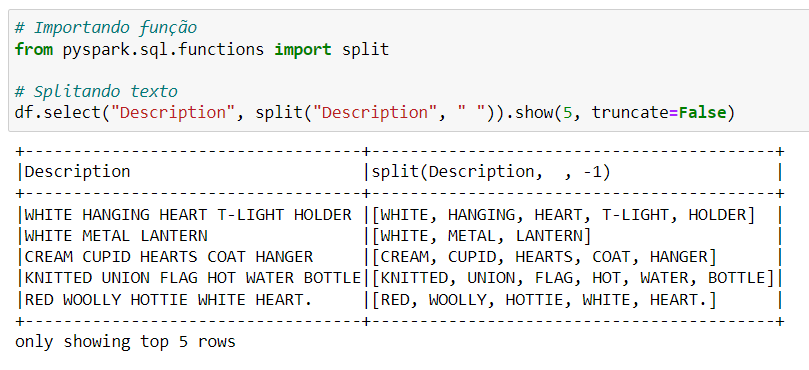 # Importando função
from pyspark.sql.functions import split
# Splitando texto
df.select("Description", split("Description", " ")).show(5, truncate=False)
+----------------------------------+-----------------------------------------+
|Description                       |split(Description,  , -1)                |
+----------------------------------+-----------------------------------------+
|WHITE HANGING HEART T-LIGHT HOLDER |[WHITE, HANGING, HEART, T-LIGHT, HOLDER]  |
|WHITE METAL LANTERN               |[WHITE, METAL, LANTERN]                  |
|CREAM CUPID HEARTS COAT HANGER    |[CREAM, CUPID, HEARTS, COAT, HANGER]     |
|KNITTED UNION FLAG HOT WATER BOTTLE|[KNITTED, UNION, FLAG, HOT, WATER, BOTTLE]|
|RED WOOLLY HOTTIE WHITE HEART.    |[RED, WOOLLY, HOTTIE, WHITE, HEART.]     |
+----------------------------------+-----------------------------------------+
only showing top 5 rows